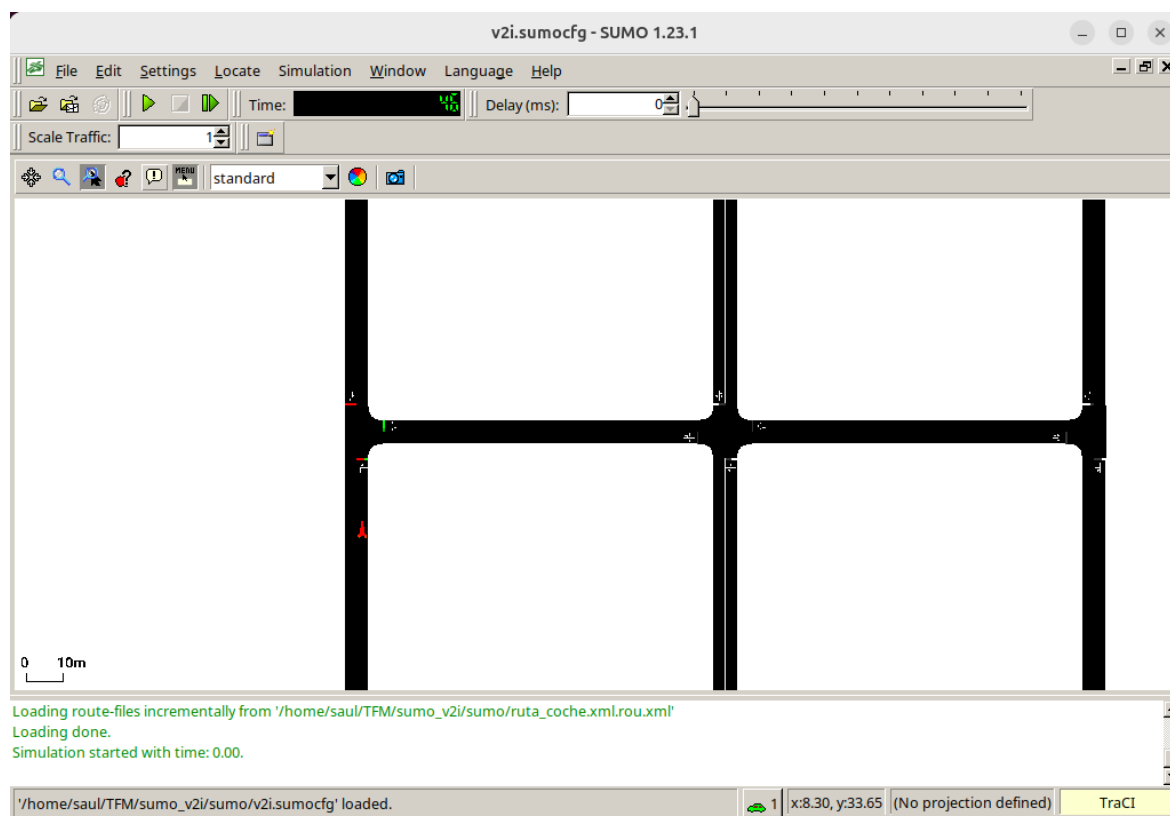 v2i.sumocfg - SUMO 1.23.1
File Edit Settings Locate Simulation Window Language Help
Time: 46 Delay (ms): 0
Scale Traffic: 1
MENU standard
0 10m
Loading route-files incrementally from '/home/saul/TFM/sumo_v2i/sumo/ruta_coche.xml.rou.xml'
Loading done.
Simulation started with time: 0.00.
'/home/saul/TFM/sumo_v2i/sumo/v2i.sumocfg' loaded. 1 x:8.30, y:33.65 (No projection defined) TraCI